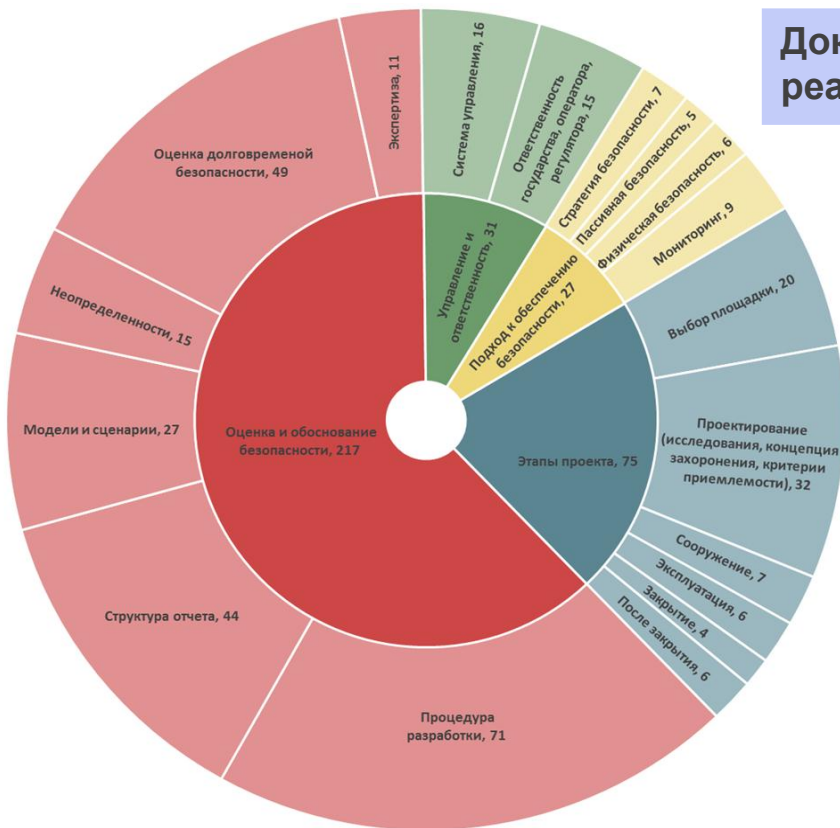 Система управления, 16
Ответственность
государства, оператора,
регулятора, 15
Стратегия безопасности, 7
Пассивная безопасность, 5
Физическая безопасность, 6
Мониторинг, 9
Выбор площадки, 20
Проектирование
(исследования, концепция
захоронения, критерии
приемлемости), 32
Сооружение, 7
Эксплуатация, 6
Закрытие, 4
После закрытия, 6
Процедура
разработки, 71
Структура отчета, 44
Модели и сценарии, 27
Неопределенности, 15
Оценка долговременой
безопасности, 49
Экспертиза, 11
Управление и
ответственность, 31
Подход к обеспечению
безопасности, 27
Этапы проекта, 75
Оценка и обоснование
безопасности, 217